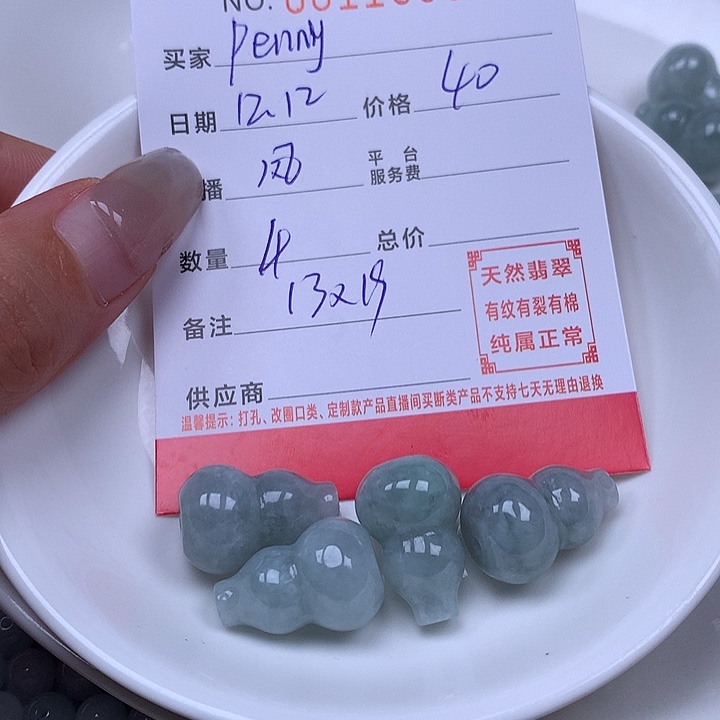 NO.
买家 Penny
日期 12.12 价格 40
播 风 平台服务费
数量 4 总价
13x19
备注
天然翡翠
有纹有裂有棉
纯属正常
供应商
温馨提示：打孔、改圈口类、定制款产品直播间买断类产品不支持七天无理由退换